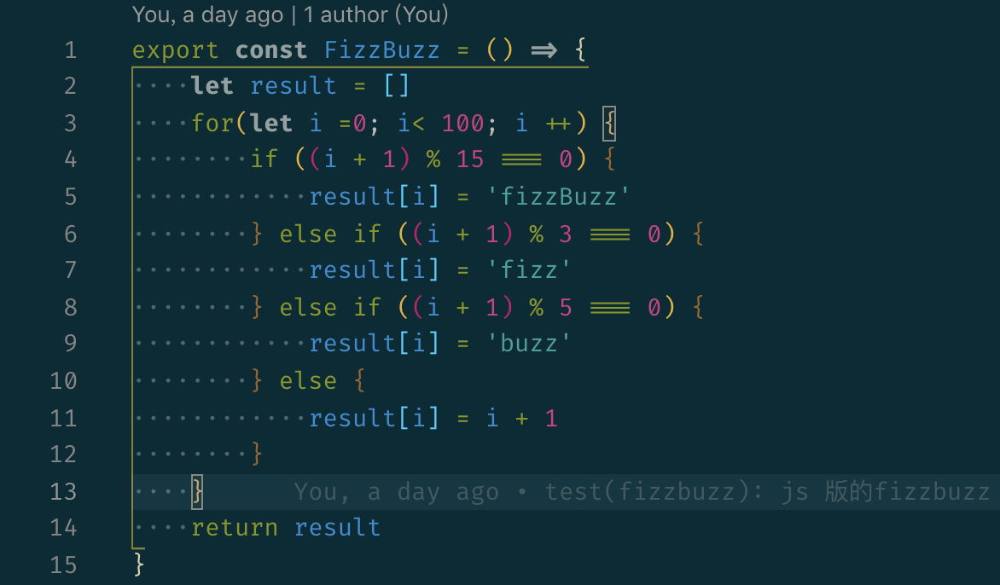 You, a day ago | 1 author (You)
1 export const FizzBuzz = () => {
2 ····let result = []
3 ····for(let i =0; i< 100; i ++) {
4 ········if ((i + 1) % 15 === 0) {
5 ············result[i] = 'fizzBuzz'
6 ········} else if ((i + 1) % 3 === 0) {
7 ············result[i] = 'fizz'
8 ········} else if ((i + 1) % 5 === 0) {
9 ············result[i] = 'buzz'
10 ········} else {
11 ············result[i] = i + 1
12 ········}
13 ····} You, a day ago • test(fizzbuzz): js 版的fizzbuzz
14 ····return result
15 }